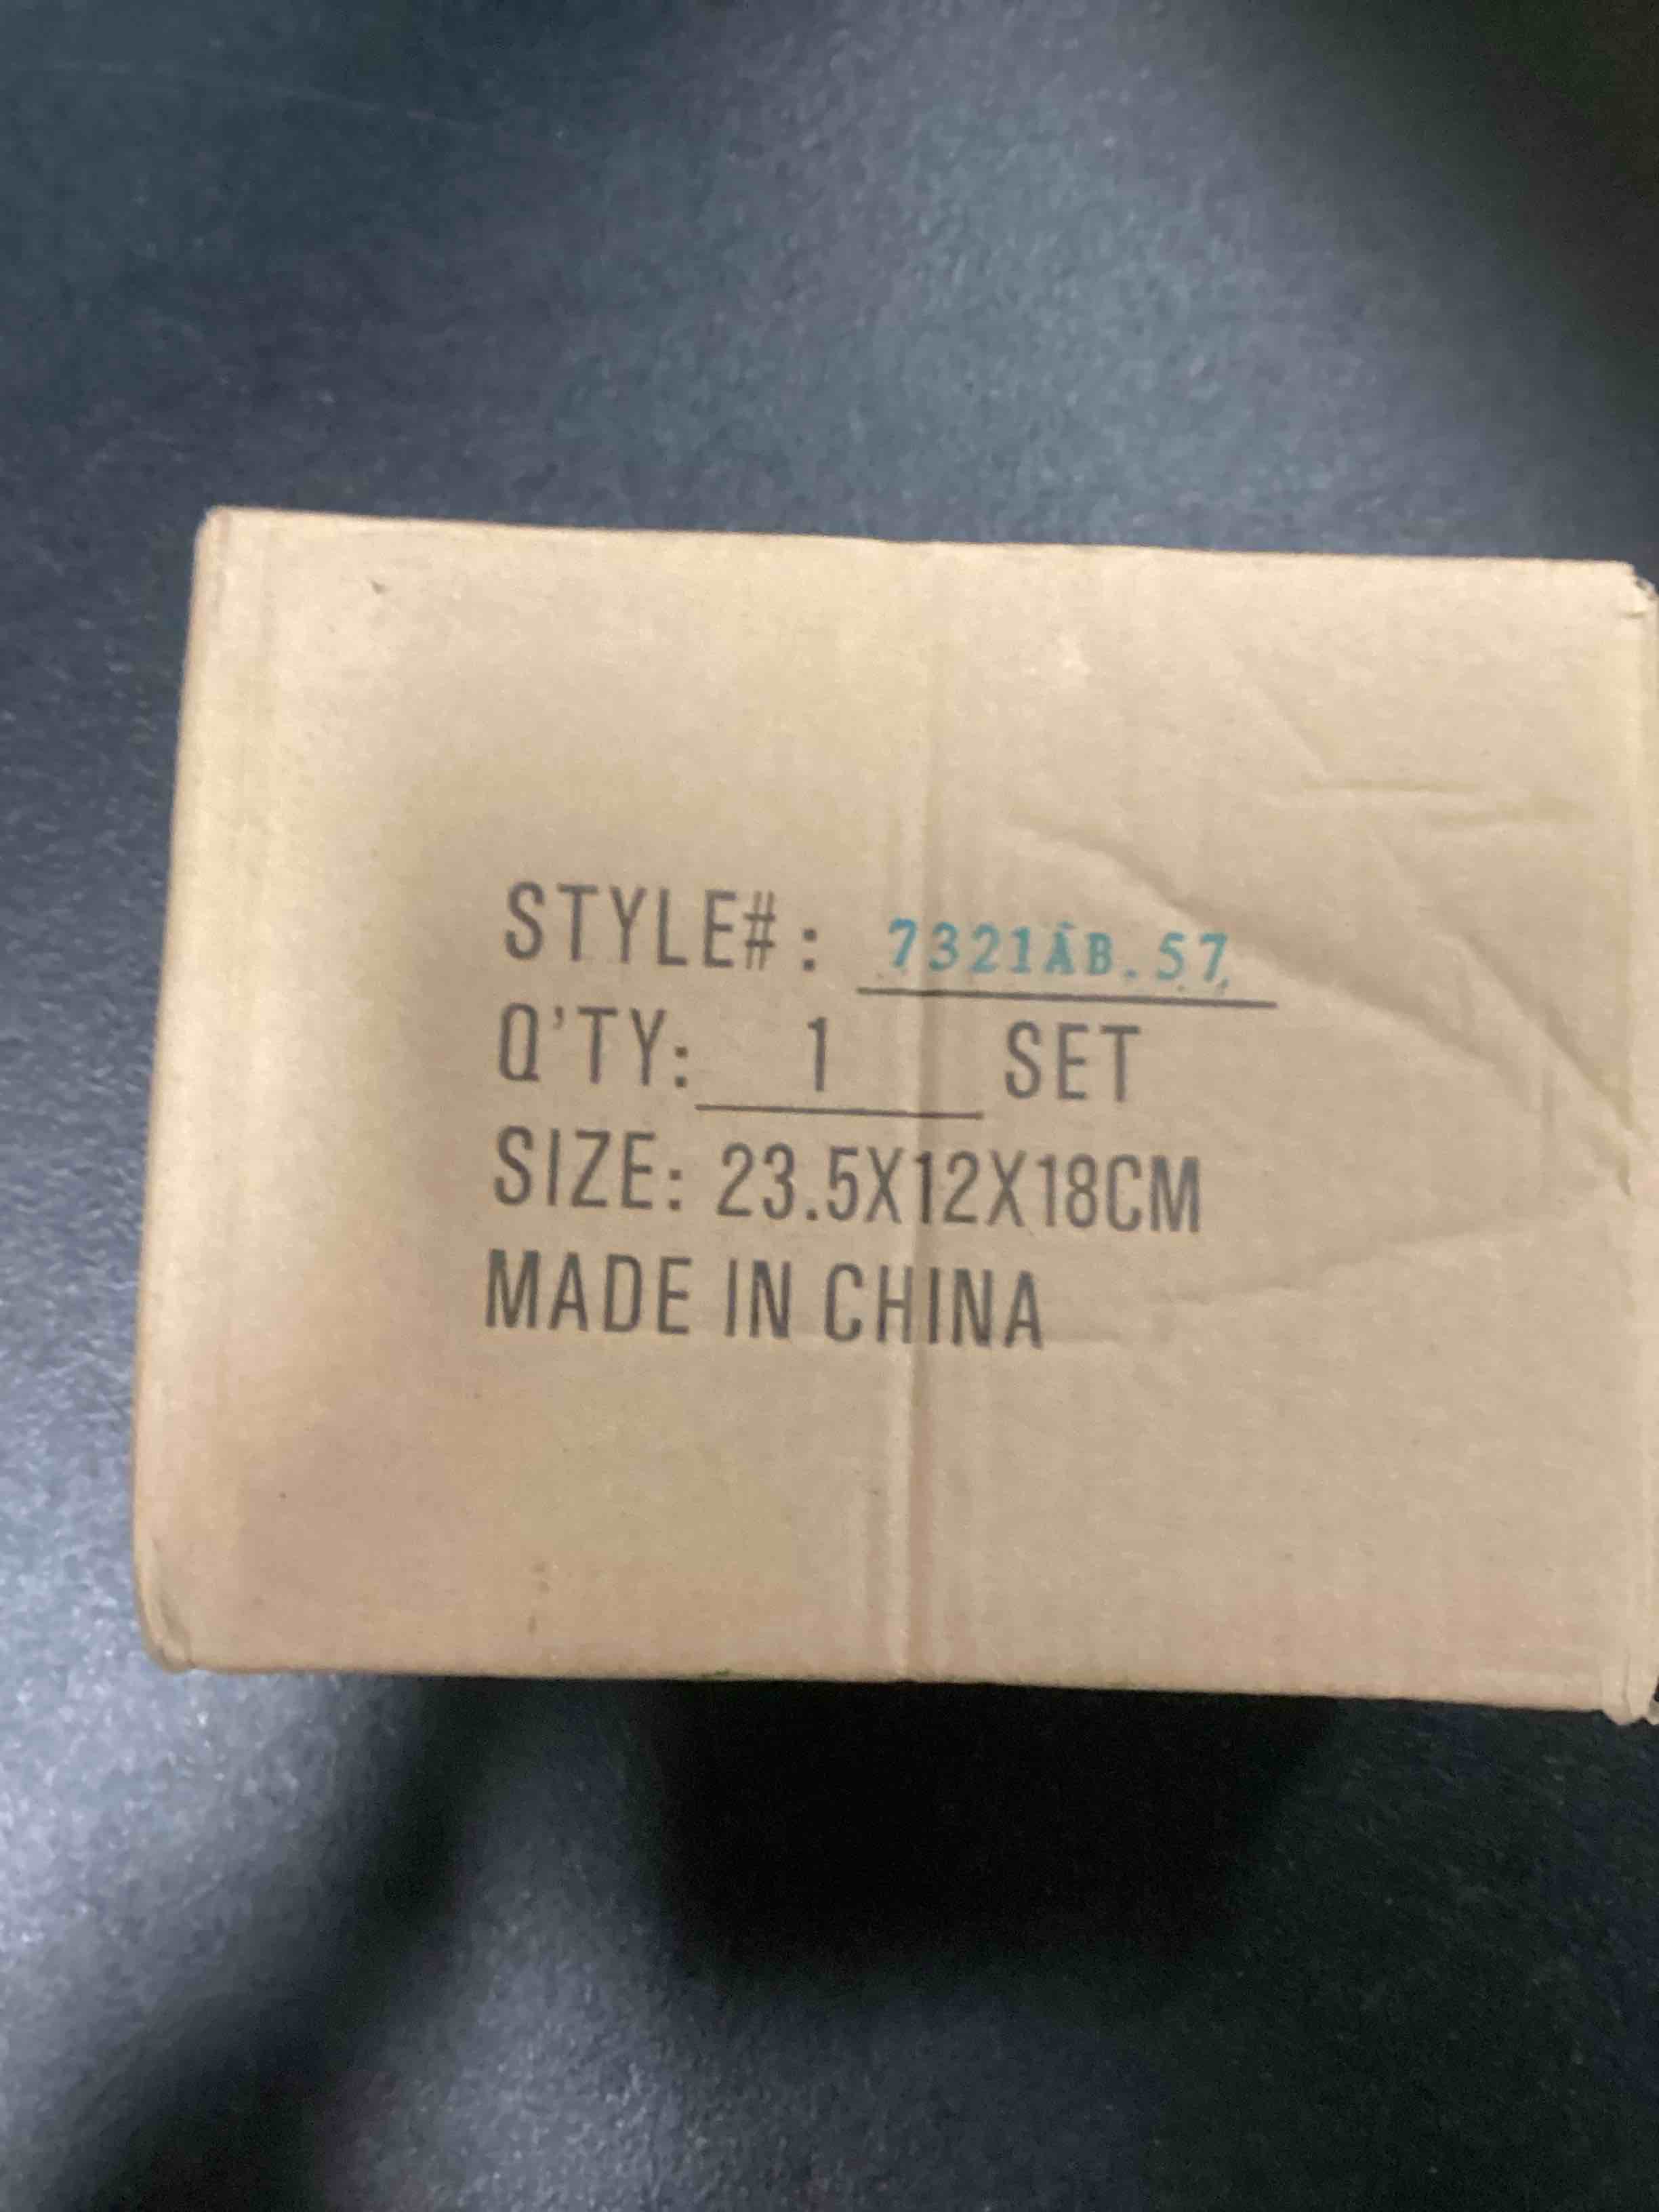 STYLE#: 7321AB.57
Q'TY: 1 SET
SIZE: 23.5X12X18CM
MADE IN CHINA